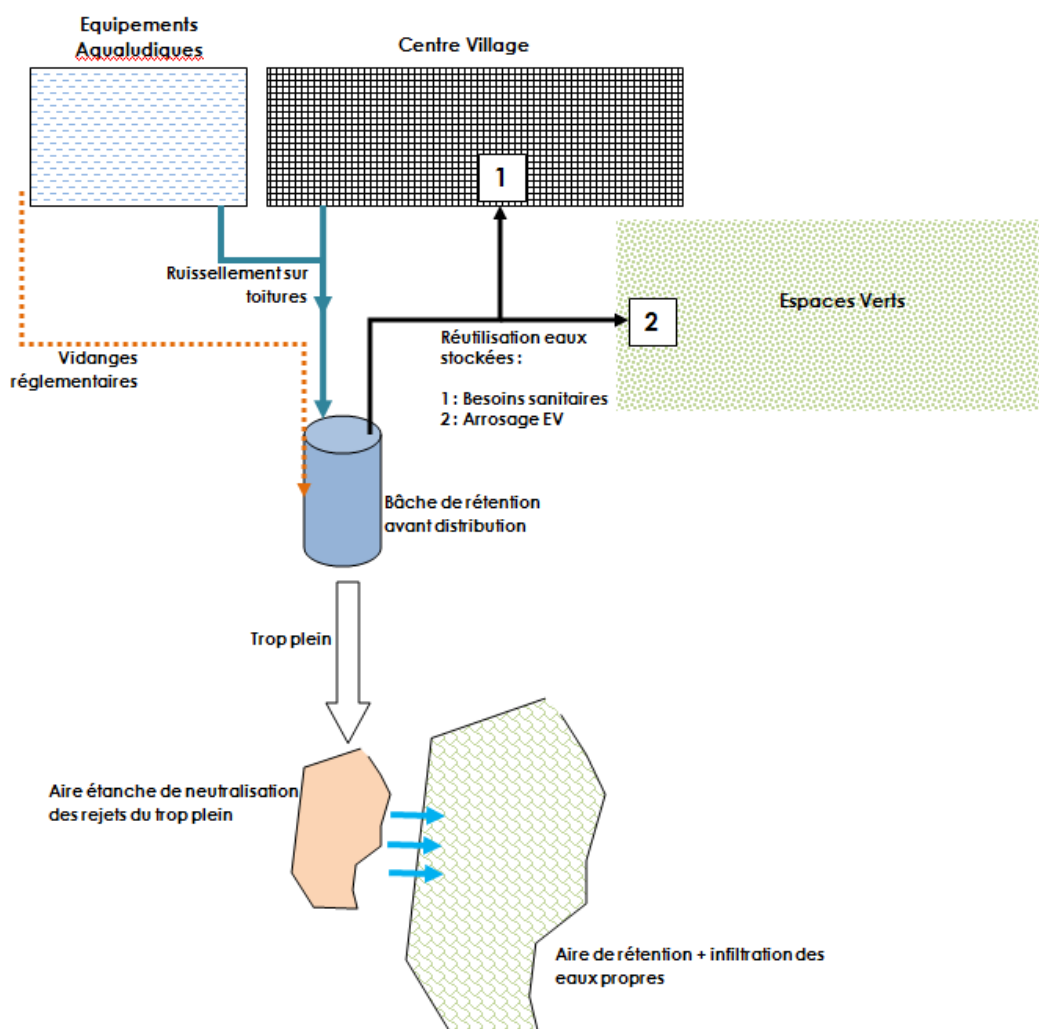 Equipements
Aqualudiques
Centre Village
1
Ruissellement sur
toitures
Espaces Verts
2
Réutilisation eaux
stockées :
1 : Besoins sanitaires
2 : Arrosage EV
Vidanges
réglementaires
Bâche de rétention
avant distribution
Trop plein
Aire étanche de neutralisation
des rejets du trop plein
Aire de rétention + infiltration des
eaux propres